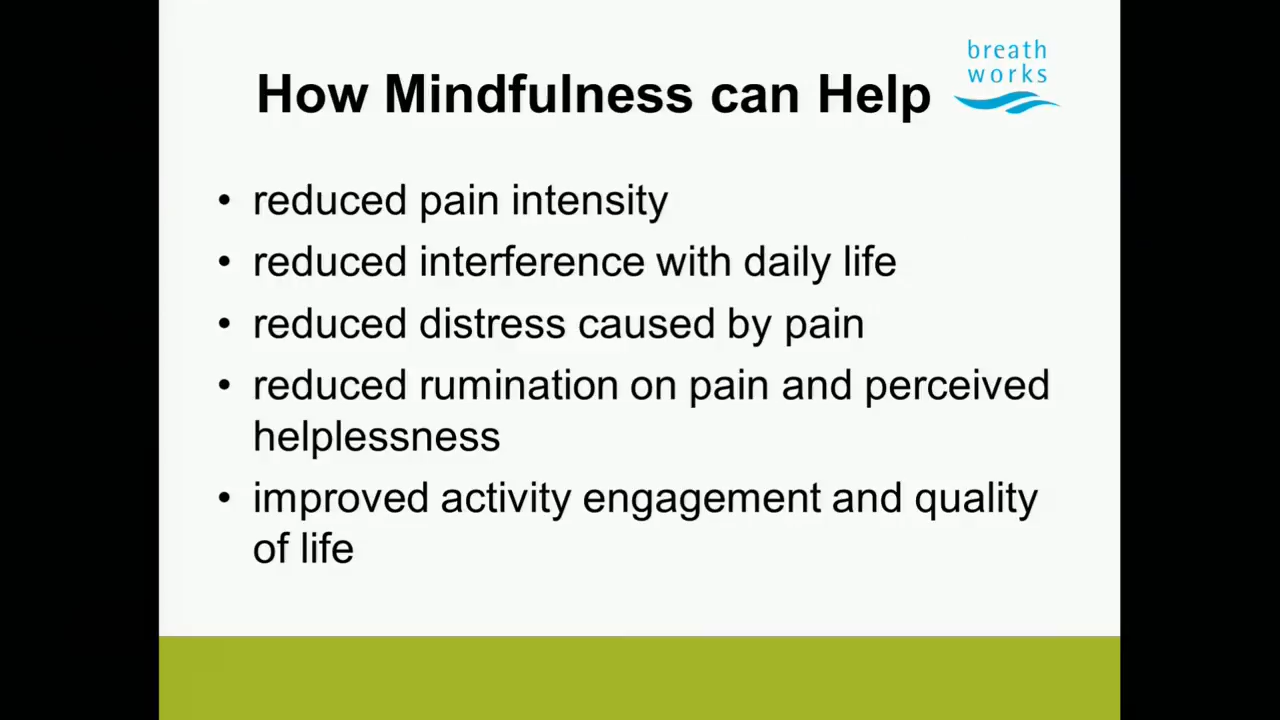 breath
works
How Mindfulness can Help
• reduced pain intensity
• reduced interference with daily life
• reduced distress caused by pain
• reduced rumination on pain and perceived
helplessness
• improved activity engagement and quality
of life